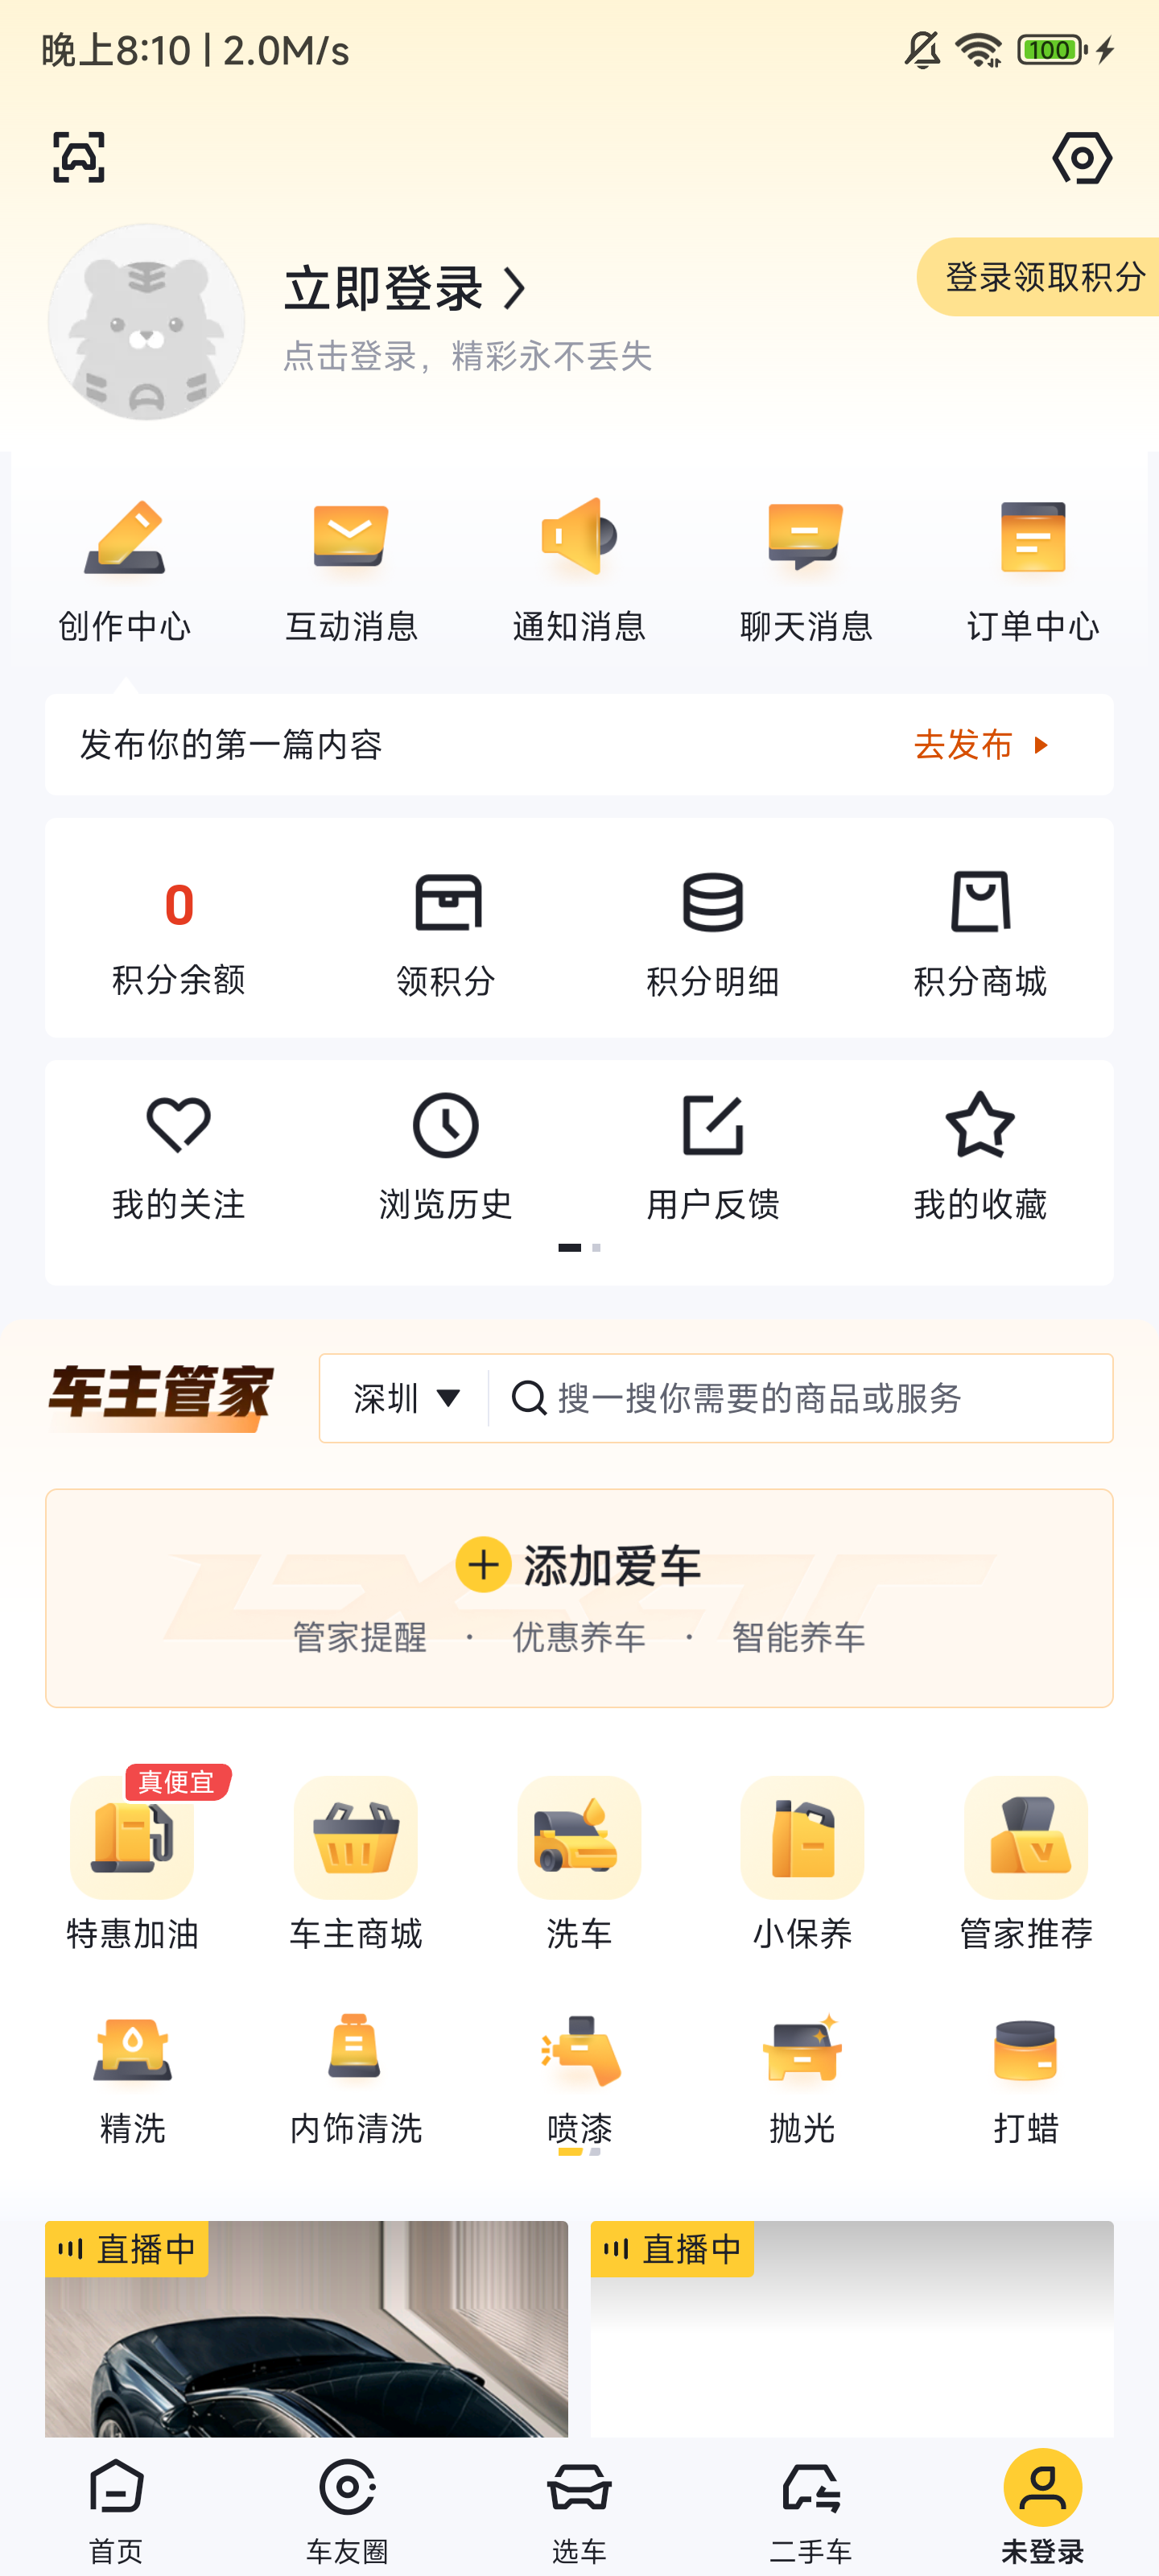 晚上8:10 | 2.0M/s
100
立即登录
登录领取积分
点击登录，精彩永不丢失
创作中心 互动消息 通知消息 聊天消息 订单中心
发布你的第一篇内容 去发布
0
积分余额 领积分 积分明细 积分商城
我的关注 浏览历史 用户反馈 我的收藏
车主管家 深圳 搜一搜你需要的商品或服务
添加爱车
管家提醒 · 优惠养车 · 智能养车
真便宜
特惠加油 车主商城 洗车 小保养 管家推荐
精洗 内饰清洗 喷漆 抛光 打蜡
直播中 直播中
首页 车友圈 选车 二手车 未登录